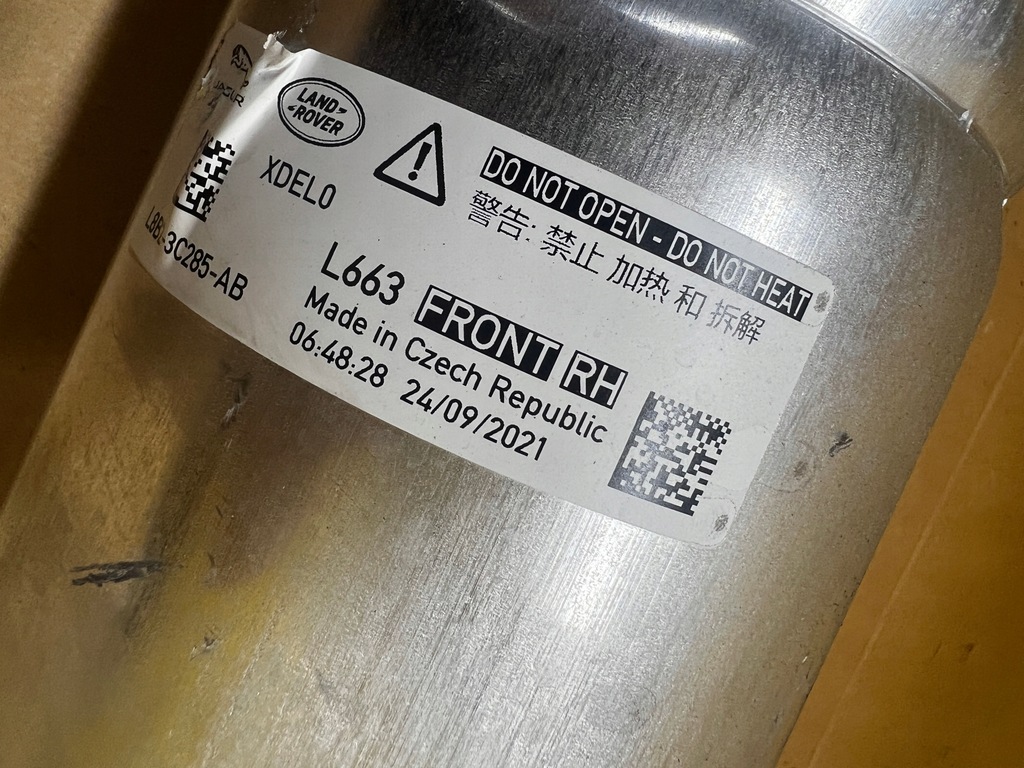 LAND
ROVER
XDEL0
DO NOT OPEN - DO NOT HEAT
警告: 禁止 加热 和 拆解
L663 FRONT RH
Made in Czech Republic
06:48:28 24/09/2021
3C285-AB